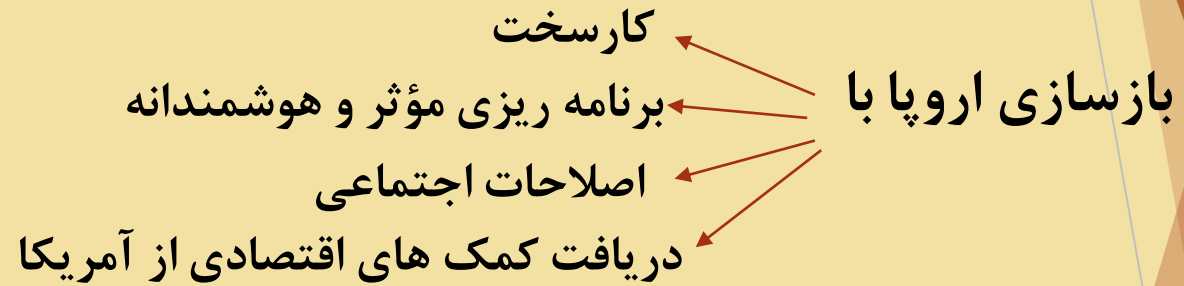 بازسازی اروپا با
کارسخت
برنامه ریزی مؤثر و هوشمندانه
اصلاحات اجتماعی
دریافت کمک های اقتصادی از آمریکا